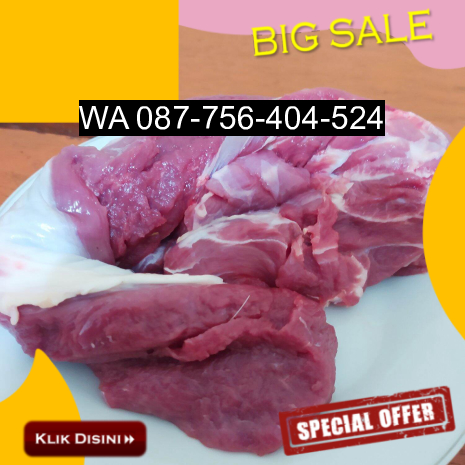 BIG SALE
WA 087-756-404-524
SPECIAL OFFER
KLIK DISINI